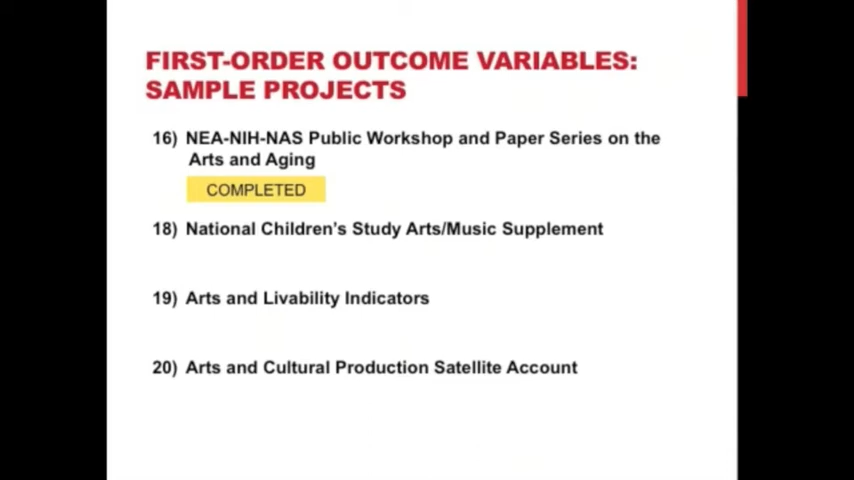 FIRST-ORDER OUTCOME VARIABLES:
SAMPLE PROJECTS
16) NEA-NIH-NAS Public Workshop and Paper Series on the
Arts and Aging
COMPLETED
18) National Children's Study Arts/Music Supplement
19) Arts and Livability Indicators
20) Arts and Cultural Production Satellite Account